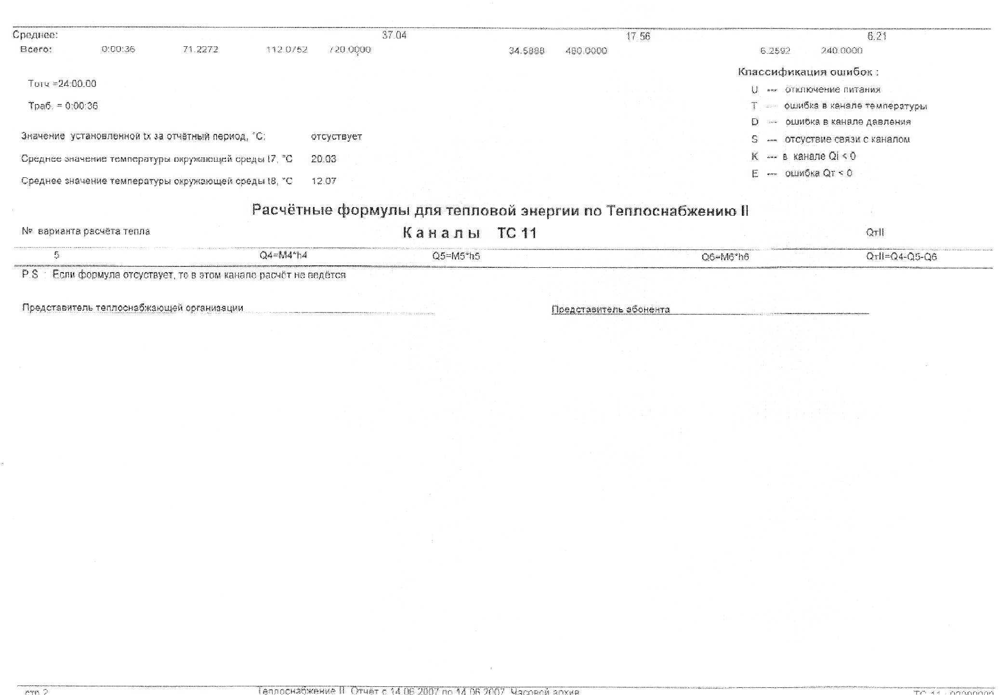 Среднее: 37.04 17.56 6.21
Всего: 0:00:36 71.2272 112.0752 720.0000 34.5888 480.0000 6.2592 240.0000
Классификация ошибок :
Тотч =24:00.00
U --- отключение питания
Траб. = 0:00:36
T --- ошибка в канале температуры
D --- ошибка в канале давления
Значение установленной tx за отчётный период, °C: отсуствует
S --- отсуствие связи с каналом
Среднее значение температуры окружающей среды t7, °C 20.03
K --- в канале Qi < 0
E --- ошибка Qт < 0
Среднее значение температуры окружающей среды t8, °C 12.07
Расчётные формулы для тепловой энергии по Теплоснабжению II
№ варианта расчёта тепла Каналы ТС 11 QтII
5 Q4=M4*h4 Q5=M5*h5 Q6=M6*h6 QтII=Q4-Q5-Q6
P.S : Если формула отсуствует, то в этом канале расчёт не ведётся
Представитель теплоснабжающей организации Представитель абонента
стр.2 Теплоснабжение II Отчёт с 14.06.2007 по 14.06.2007 Часовой архив ТС 11 : 00000000